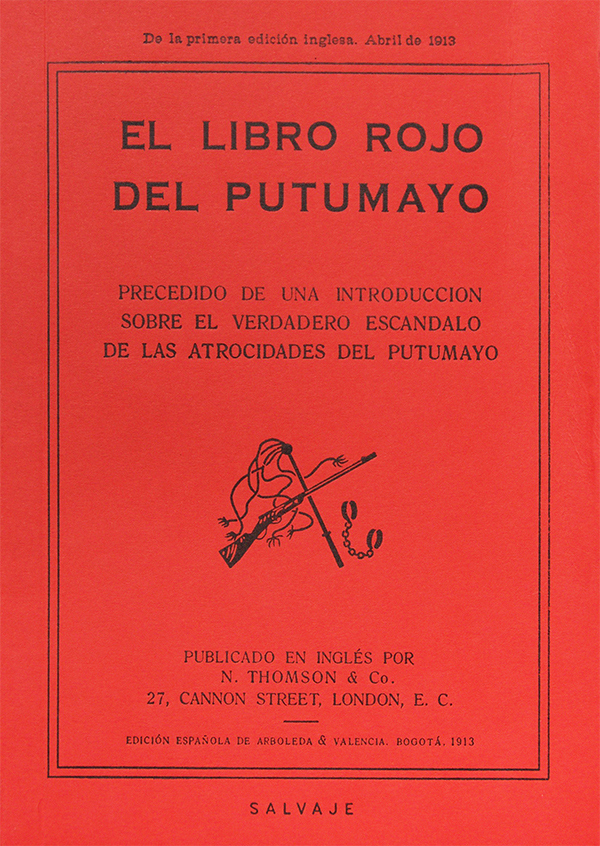 De la primera edición inglesa. Abril de 1913
EL LIBRO ROJO
DEL PUTUMAYO
PRECEDIDO DE UNA INTRODUCCION
SOBRE EL VERDADERO ESCANDALO
DE LAS ATROCIDADES DEL PUTUMAYO
PUBLICADO EN INGLÉS POR
N. THOMSON & Co.
27, CANNON STREET, LONDON, E. C.
EDICIÓN ESPAÑOLA DE ARBOLEDA & VALENCIA. BOGOTÁ, 1913
SALVAJE